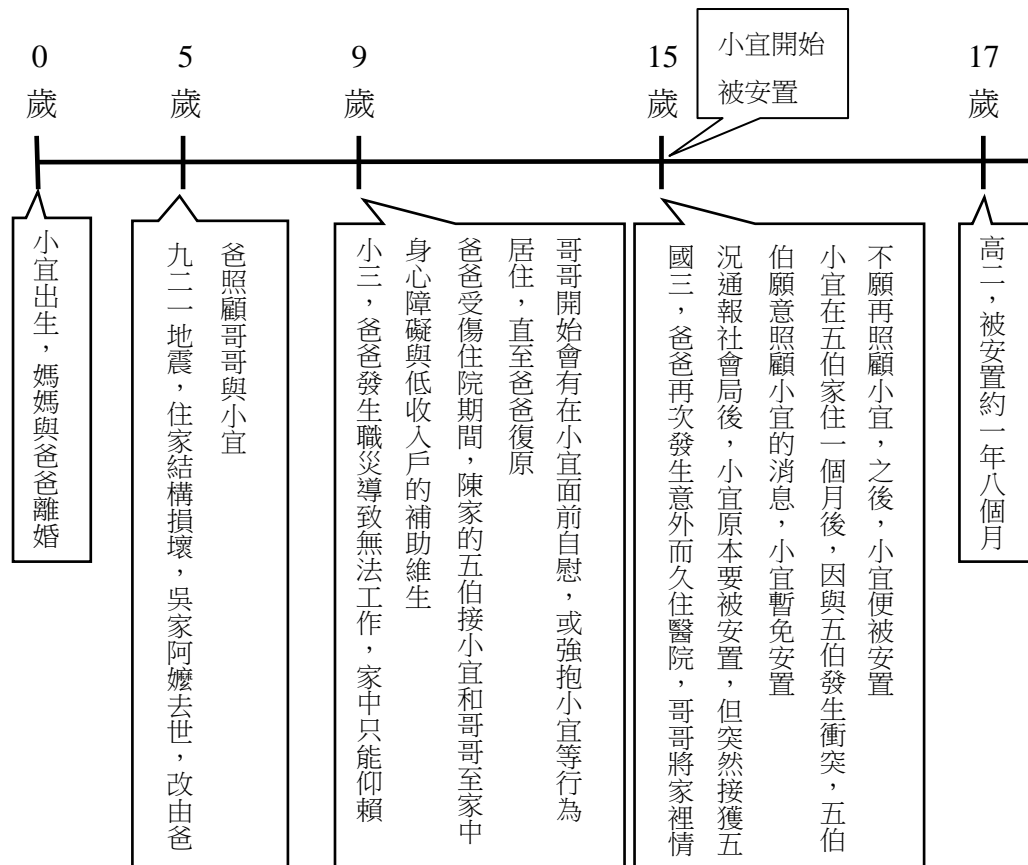 0
歲
5
歲
9
歲
15
歲
小宜開始
被安置
17
歲
小宜出生，媽媽與爸爸離婚
九二一地震，住家結構損壞，吳家阿嬤去世，改由爸
爸照顧哥哥與小宜
小三，爸爸發生職災導致無法工作，家中只能仰賴
身心障礙與低收入戶的補助維生
爸爸受傷住院期間，陳家的五伯接小宜和哥哥至家中
居住，直至爸爸復原
哥哥開始會有在小宜面前自慰，或強抱小宜等行為
國三，爸爸再次發生意外而久住醫院，哥哥將家裡情
況通報社會局後，小宜原本要被安置，但突然接獲五
伯願意照顧小宜的消息，小宜暫免安置
小宜在五伯家住一個月後，因與五伯發生衝突，五伯
不願再照顧小宜，之後，小宜便被安置
高二，被安置約一年八個月